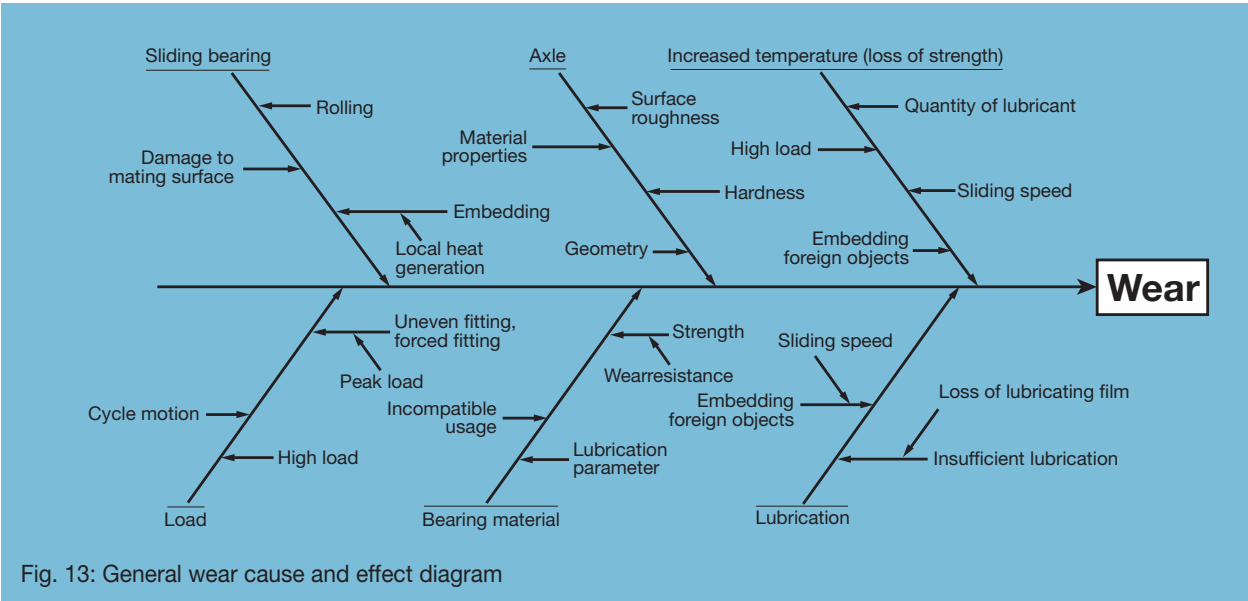 Sliding bearing
Rolling
Damage to
mating surface
Embedding
Local heat
generation
Axle
Surface
roughness
Material
properties
Hardness
Geometry
Increased temperature (loss of strength)
Quantity of lubricant
High load
Sliding speed
Embedding
foreign objects
Wear
Uneven fitting,
forced fitting
Peak load
Cycle motion
High load
Load
Strength
Wearresistance
Incompatible
usage
Lubrication
parameter
Bearing material
Sliding speed
Embedding
foreign objects
Loss of lubricating film
Insufficient lubrication
Lubrication
Fig. 13: General wear cause and effect diagram